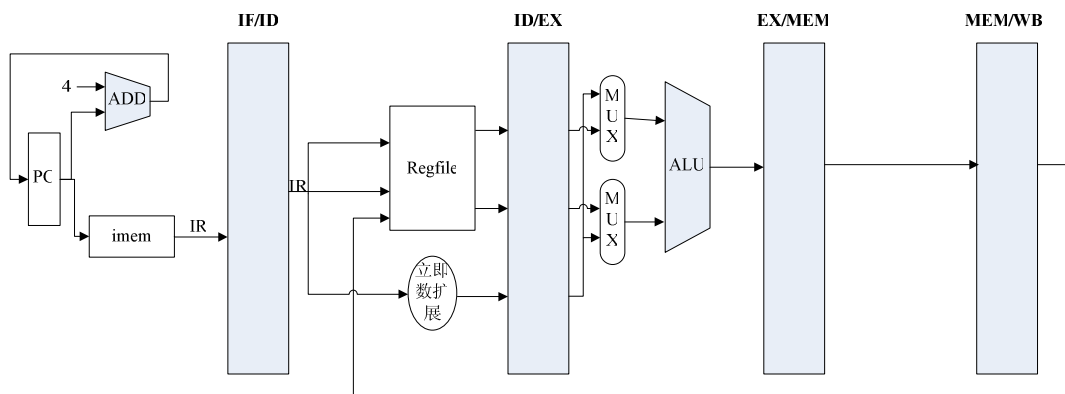 IF/ID
ID/EX
EX/MEM
MEM/WB
4
ADD
PC
imem
IR
IR
Regfile
立即
数扩
展
M
U
X
M
U
X
ALU